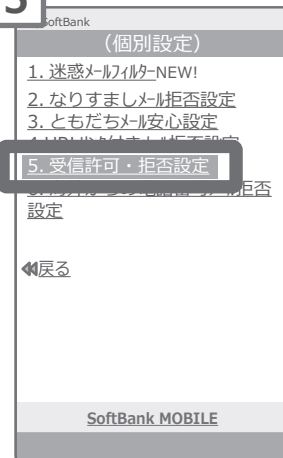 3
SoftBank
（個別設定）
1. 迷惑ﾒｰﾙﾌｨﾙﾀｰNEW!
2. なりすましﾒｰﾙ拒否設定
3. ともだちﾒｰﾙ安心設定
5. 受信許可・拒否設定
拒否
設定
戻る
SoftBank MOBILE